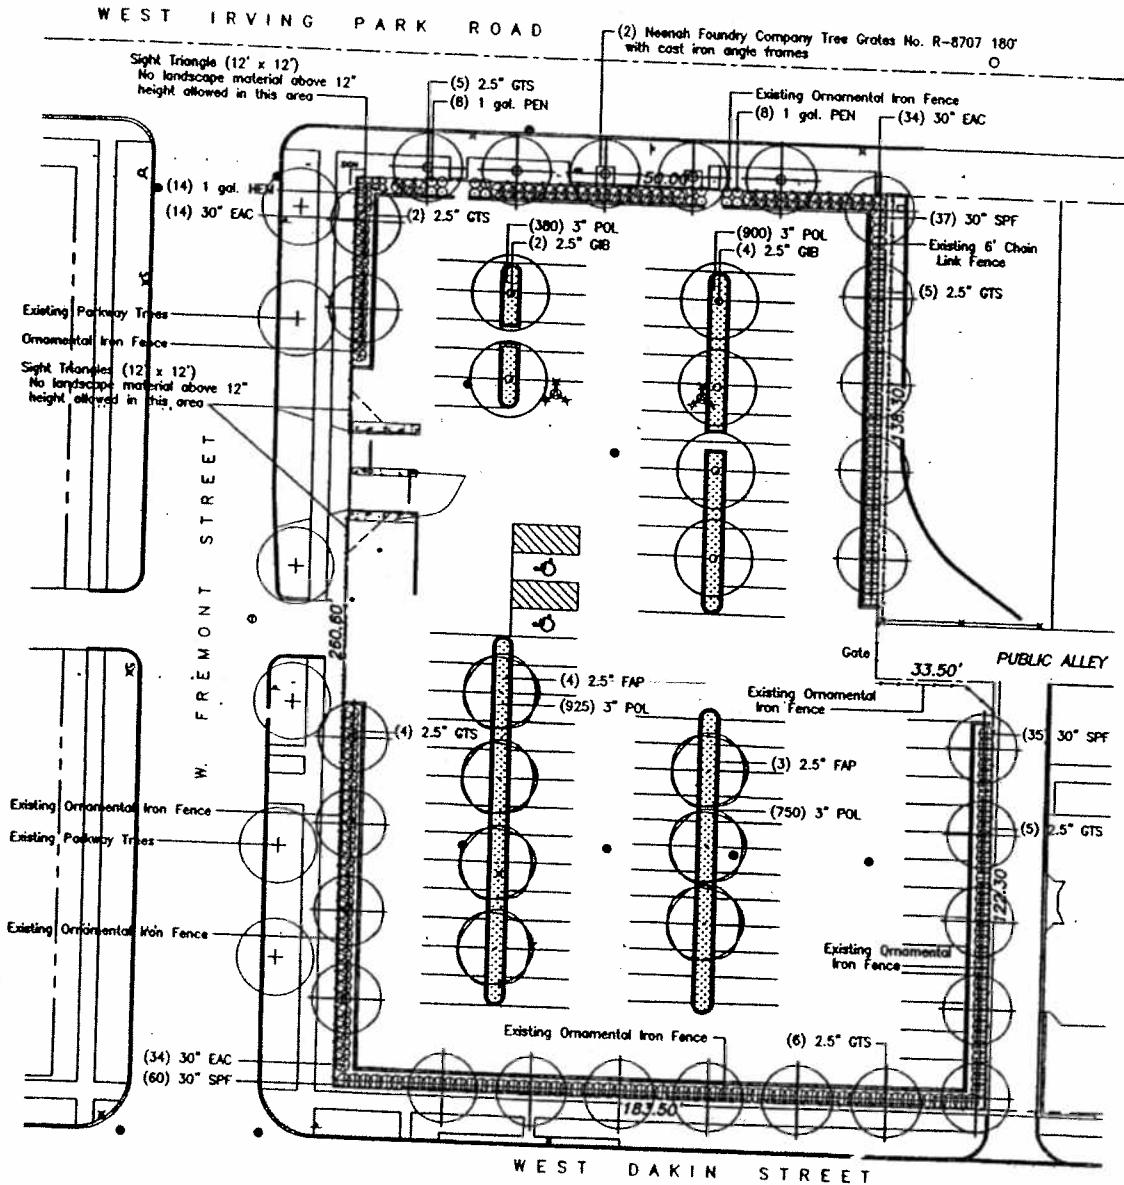 WEST IRVING PARK ROAD
(2) Neenah Foundry Company Tree Grates No. R-8707 180°
with cast iron angle frames
Sight Triangle (12' x 12')
No landscape material above 12"
height allowed in this area
(5) 2.5" GTS
(8) 1 gal. PEN
Existing Ornamental Iron Fence
(8) 1 gal. PEN
(34) 30" EAC
50.00
(14) 1 gal. HEM
(14) 30" EAC
(2) 2.5" GTS
(380) 3" POL
(2) 2.5" GIB
(900) 3" POL
(4) 2.5" GIB
(37) 30" SPF
Existing 6' Chain
Link Fence
(5) 2.5" GTS
Existing Parkway Trees
Ornamental Iron Fence
Sight Triangles (12' x 12')
No landscape material above 12"
height allowed in this area
138.30
W. FREMONT STREET
260.60
Gate
33.50'
PUBLIC ALLEY
(4) 2.5" FAP
(925) 3" POL
Existing Ornamental
Iron Fence
(4) 2.5" GTS
(35) 30" SPF
(3) 2.5" FAP
(750) 3" POL
Existing Ornamental Iron Fence
Existing Parkway Trees
(5) 2.5" GTS
122.30
Existing Ornamental Iron Fence
Existing Ornamental
Iron Fence
Existing Ornamental Iron Fence
(6) 2.5" GTS
(34) 30" EAC
(60) 30" SPF
183.50
WEST DAKIN STREET